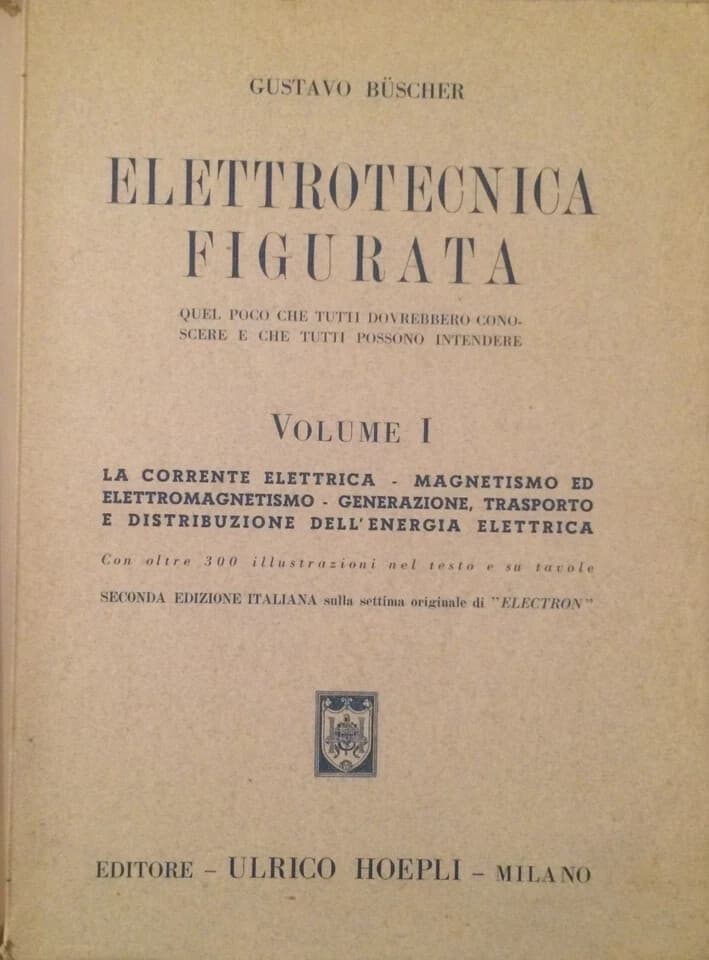 GUSTAVO BÜSCHER
ELETTROTECNICA
FIGURATA
QUEL POCO CHE TUTTI DOVREBBERO CONO-
SCERE E CHE TUTTI POSSONO INTENDERE
VOLUME I
LA CORRENTE ELETTRICA - MAGNETISMO ED
ELETTROMAGNETISMO - GENERAZIONE, TRASPORTO
E DISTRIBUZIONE DELL'ENERGIA ELETTRICA
Con oltre 300 illustrazioni nel testo e su tavole
SECONDA EDIZIONE ITALIANA sulla settima originale di "ELECTRON"
EDITORE - ULRICO HOEPLI - MILANO